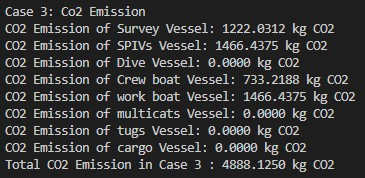 Case 3: Co2 Emission
CO2 Emission of Survey Vessel: 1222.0312 kg CO2
CO2 Emission of SPIVs Vessel: 1466.4375 kg CO2
CO2 Emission of Dive Vessel: 0.0000 kg CO2
CO2 Emission of Crew boat Vessel: 733.2188 kg CO2
CO2 Emission of work boat Vessel: 1466.4375 kg CO2
CO2 Emission of multicats Vessel: 0.0000 kg CO2
CO2 Emission of tugs Vessel: 0.0000 kg CO2
CO2 Emission of cargo Vessel: 0.0000 kg CO2
Total CO2 Emission in Case 3 : 4888.1250 kg CO2